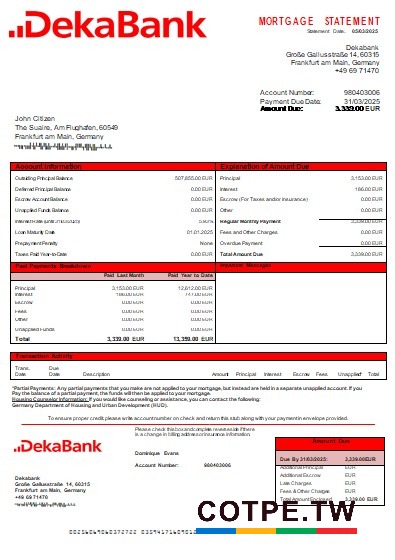 DekaBank
MORTGAGE STATEMENT
Statement Date: 05/03/2025
Dekabank
Große Gallusstraße 14, 60315
Frankfurt am Main, Germany
+49 69 71470
Account Number: 980403006
Payment Due Date: 31/03/2025
Amount Due: 3,339.00 EUR
John Citizen
The Suaire, Am Flughafen, 60549
Frankfurt am Main, Germany
Account Information
Outstanding Principal Balance 507,655.00 EUR
Deferred Principal Balance 0.00 EUR
Escrow Account Balance 0.00 EUR
Unapplied Funds Balance 0.00 EUR
Interest Rate (until 31/03/2025)
Loan Maturity Date 01.01.2025
Prepayment Penalty None
Taxes Paid Year-to-Date 0.00 EUR
Explanation of Amount Due
Principal 3,153.00 EUR
Interest 186.00 EUR
Escrow (For Taxes and/or Insurance) 0.00 EUR
Other 0.00 EUR
Regular Monthly Payment 3,339.00 EUR
Fees and Other Charges 0.00 EUR
Overdue Payment 0.00 EUR
Total Amount Due 3,339.00 EUR
Past Payments Breakdown
Paid Last Month Paid Year to Date
Principal 3,153.00 EUR 12,612.00 EUR
Interest 186.00 EUR 747.00 EUR
Escrow 0.00 EUR 0.00 EUR
Fees 0.00 EUR 0.00 EUR
Other 0.00 EUR 0.00 EUR
Unapplied Funds 0.00 EUR 0.00 EUR
Total 3,339.00 EUR 13,359.00 EUR
Important Messages
Transaction Activity
Trans. Date Due Date Description Amount Principal Interest Escrow Fees Unapplied* Total
*Partial Payments: Any partial payments that you make are not applied to your mortgage, but instead are held in a separate unapplied account. If you
Pay the balance of a partial payment, the funds will then be applied to your mortgage.
Housing Counselor Information: If you would like counseling or assistance, you can contact the following:
Germany Department of Housing and Urban Development (RUD).
To ensure proper credit please write account number on check and return this stub along with your payment in the envelope provided.
DekaBank
Please check this box and complete reverse side if there
is a change in billing address or insurance information.
Dominique Evans
Account Number: 980403006
Amount Due
Due By 31/03/2025: 3,339.00 EUR
Additional Principal EUR
Additional Escrow EUR
Late Charges EUR
Fees & Other Charges EUR
Total Amount Enclosed EUR
Dekabank
Große Gallusstraße 14, 60315
Frankfurt am Main, Germany
+49 69 71470
COTPE.TW